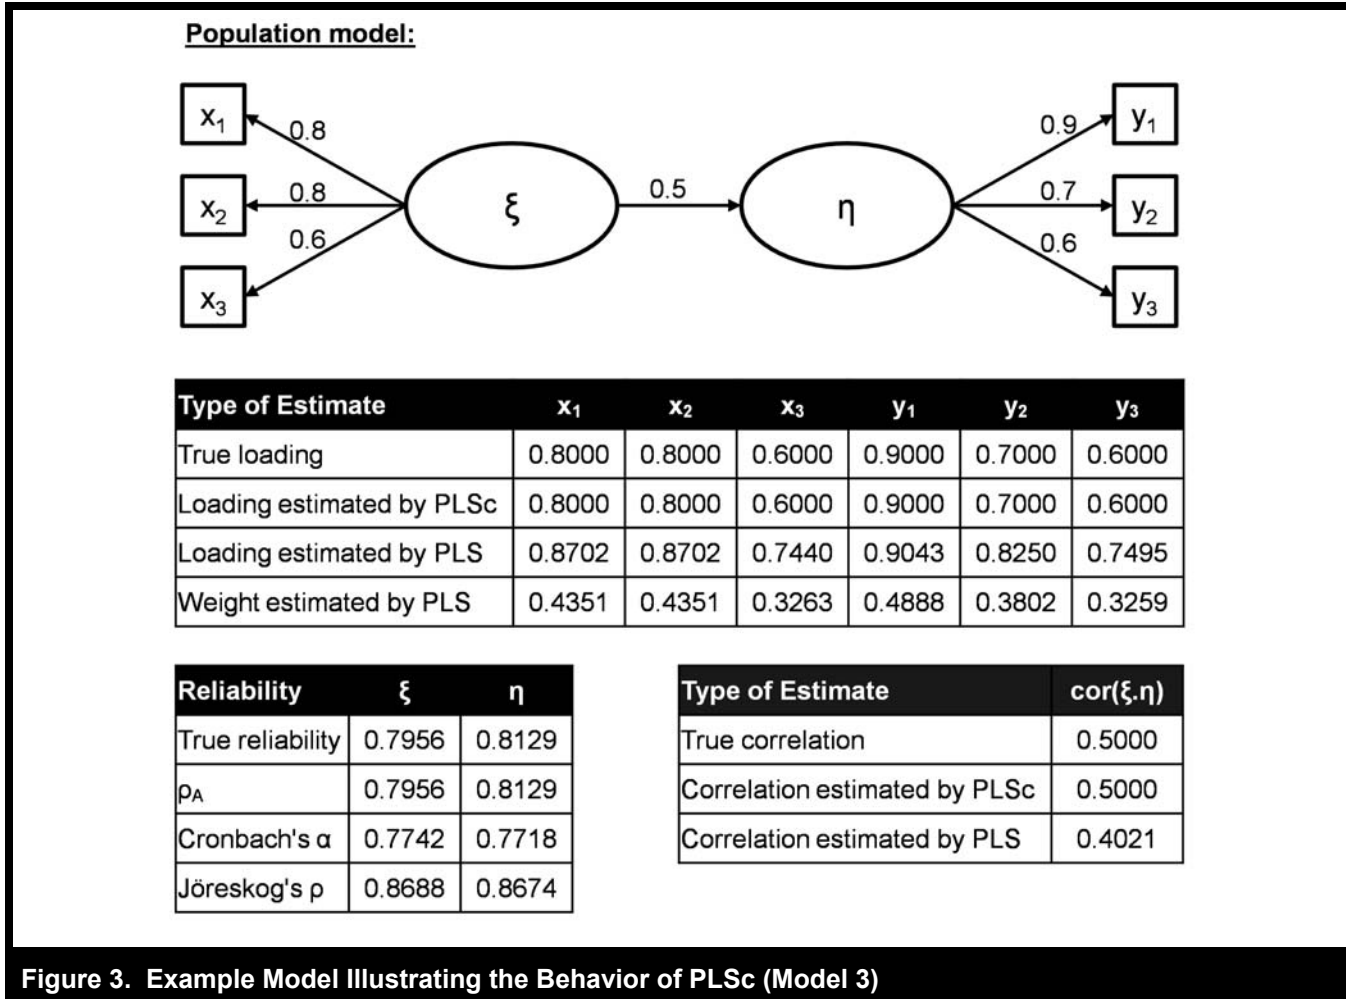 Population model:
x₁ 0.8 0.9 y₁
x₂ 0.8 ξ 0.5 η 0.7 y₂
x₃ 0.6 0.6 y₃
Type of Estimate x₁ x₂ x₃ y₁ y₂ y₃
True loading 0.8000 0.8000 0.6000 0.9000 0.7000 0.6000
Loading estimated by PLSc 0.8000 0.8000 0.6000 0.9000 0.7000 0.6000
Loading estimated by PLS 0.8702 0.8702 0.7440 0.9043 0.8250 0.7495
Weight estimated by PLS 0.4351 0.4351 0.3263 0.4888 0.3802 0.3259
Reliability ξ η
True reliability 0.7956 0.8129
ρA 0.7956 0.8129
Cronbach's α 0.7742 0.7718
Jöreskog's ρ 0.8688 0.8674
Type of Estimate cor(ξ.η)
True correlation 0.5000
Correlation estimated by PLSc 0.5000
Correlation estimated by PLS 0.4021
Figure 3. Example Model Illustrating the Behavior of PLSc (Model 3)